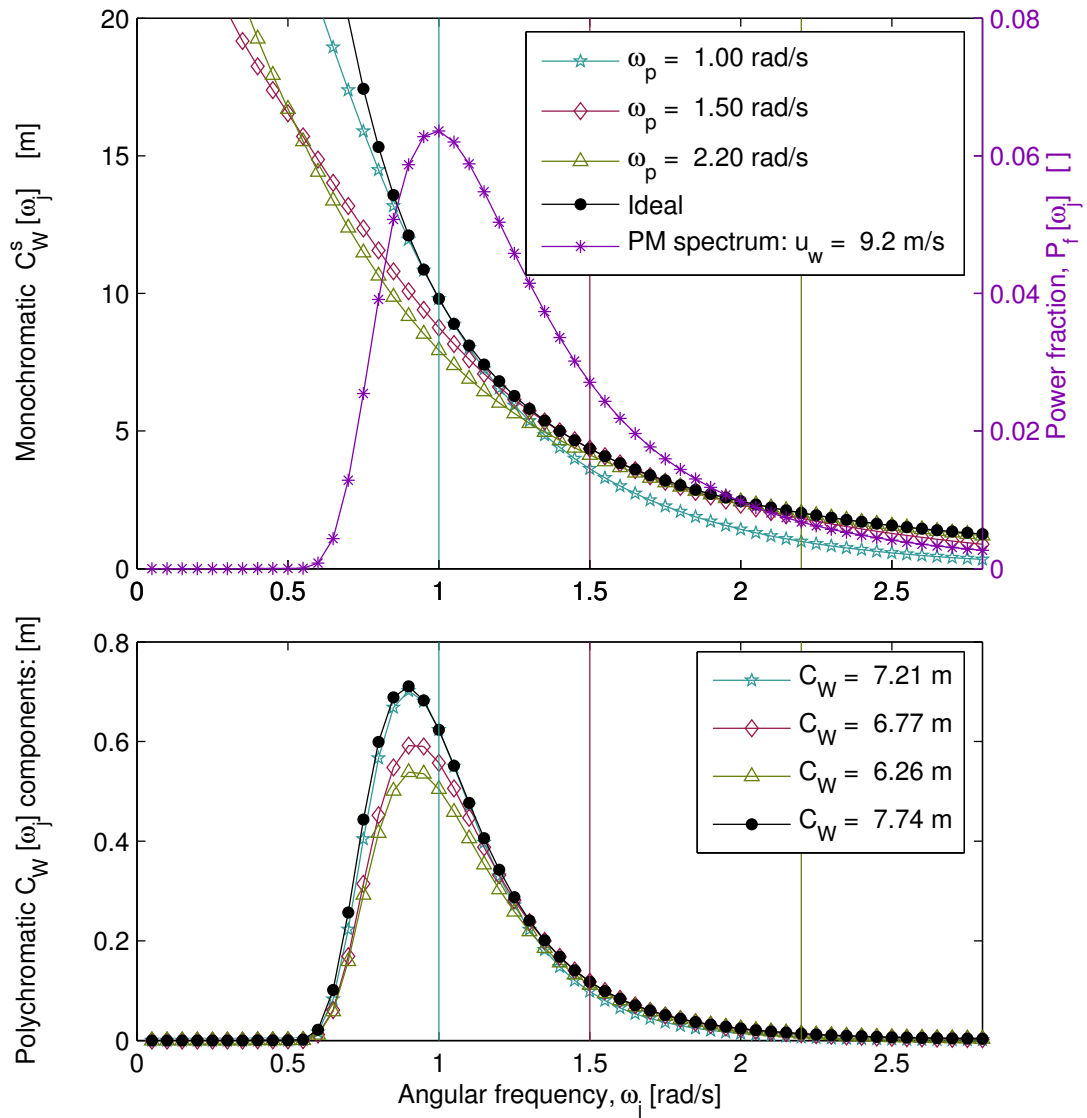 20
15
10
5
0
Monochromatic C^s_W [ω_j] [m]
0.08
0.06
0.04
0.02
0
Power fraction, P_f [ω_j] [ ]
ω_p = 1.00 rad/s
ω_p = 1.50 rad/s
ω_p = 2.20 rad/s
Ideal
PM spectrum: u_w = 9.2 m/s
0 0.5 1 1.5 2 2.5
0.8
0.6
0.4
0.2
0
Polychromatic C_W [ω_j] components: [m]
C_W = 7.21 m
C_W = 6.77 m
C_W = 6.26 m
C_W = 7.74 m
0 0.5 1 1.5 2 2.5
Angular frequency, ω_i [rad/s]